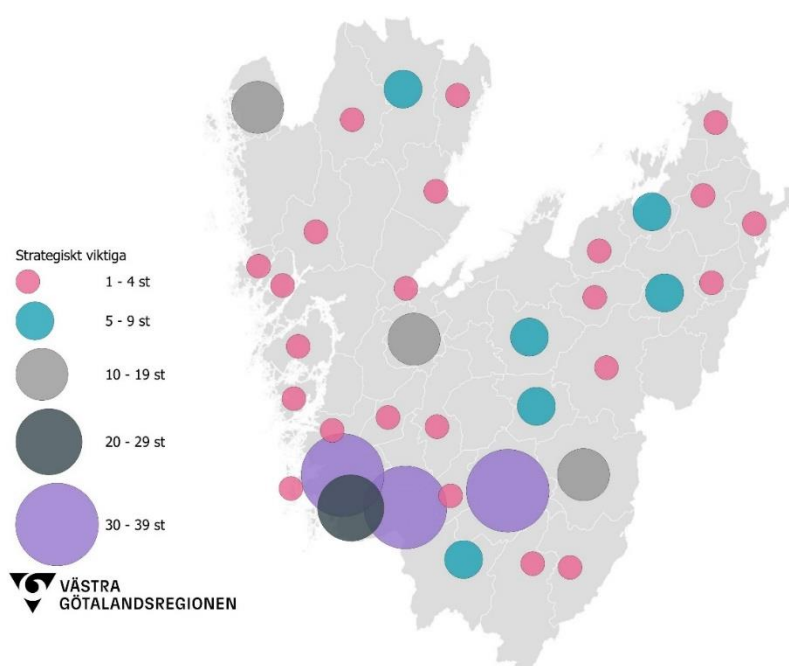 Strategiskt viktiga
1 - 4 st
5 - 9 st
10 - 19 st
20 - 29 st
30 - 39 st
VÄSTRA
GÖTALANDSREGIONEN